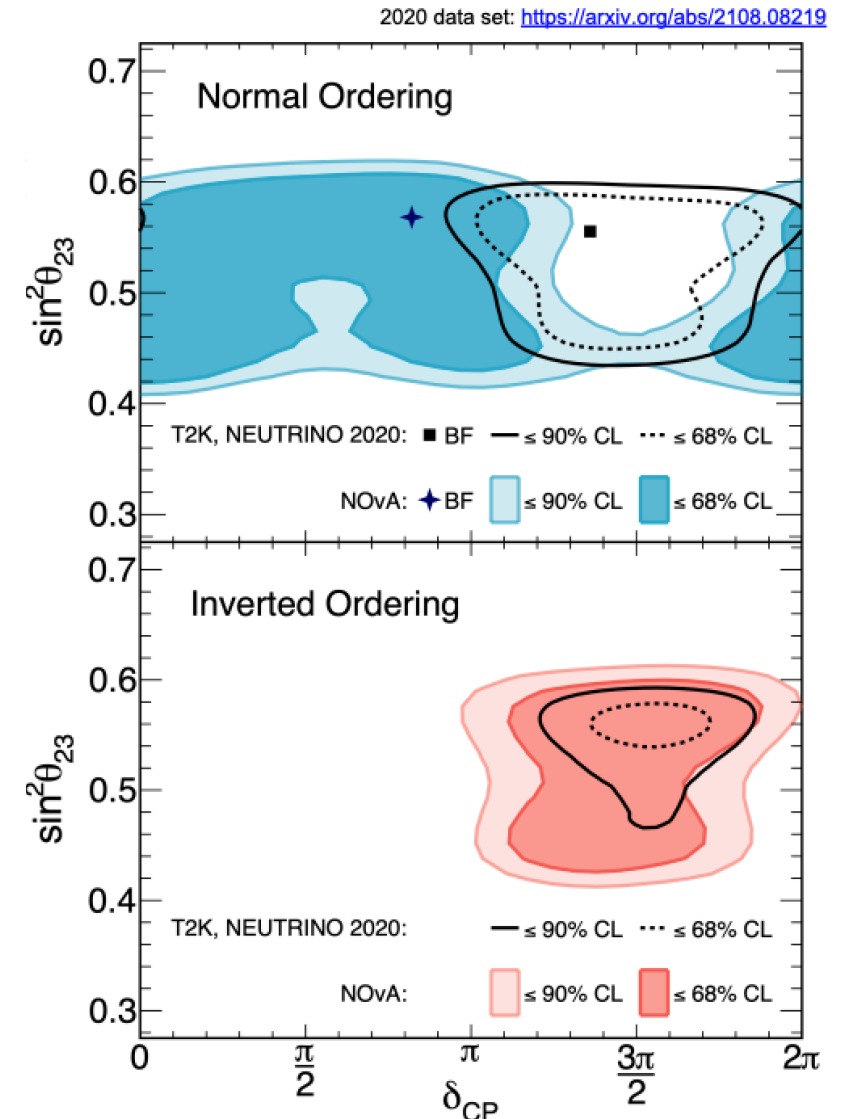 2020 data set: https://arxiv.org/abs/2108.08219
0.7
Normal Ordering
0.6
0.5
sin²θ₂₃
0.4
T2K, NEUTRINO 2020: BF ≤ 90% CL ≤ 68% CL
NOvA: BF ≤ 90% CL ≤ 68% CL
0.3
0.7
Inverted Ordering
0.6
0.5
sin²θ₂₃
0.4
T2K, NEUTRINO 2020: ≤ 90% CL ≤ 68% CL
NOvA: ≤ 90% CL ≤ 68% CL
0.3
0 π/2 π 3π/2 2π
δCP